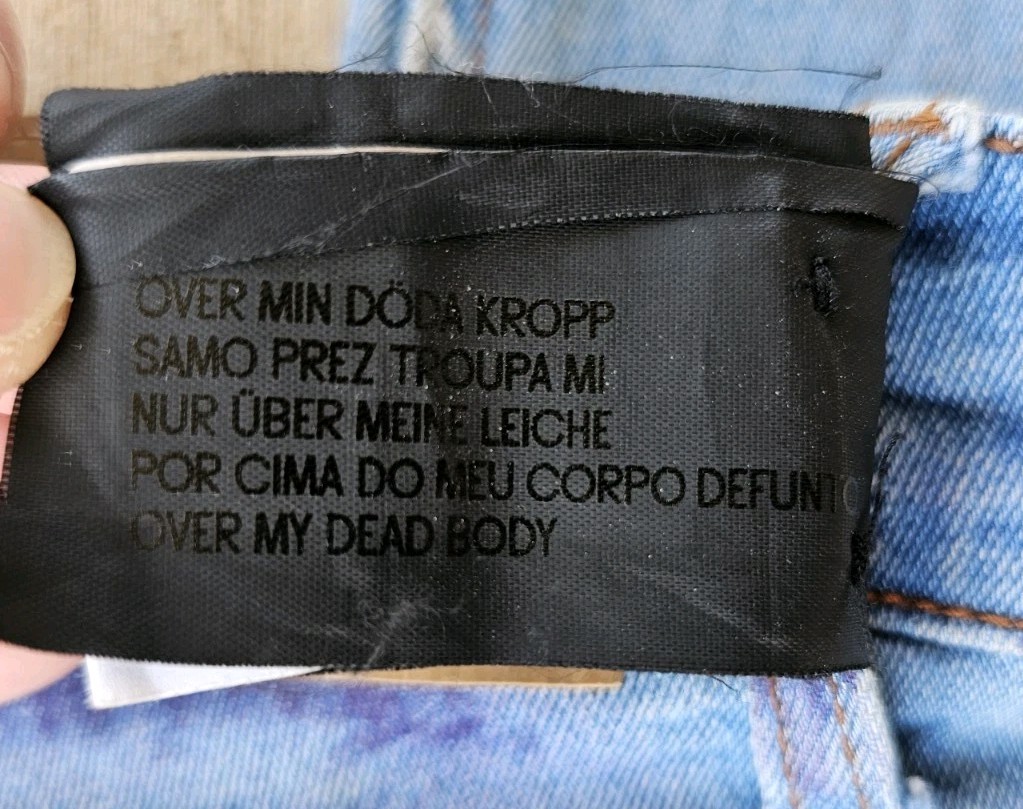 ÖVER MIN DÖDA KROPP
SAMO PREZ TROUPA MI
NUR ÜBER MEINE LEICHE
POR CIMA DO MEU CORPO DEFUNTO
OVER MY DEAD BODY